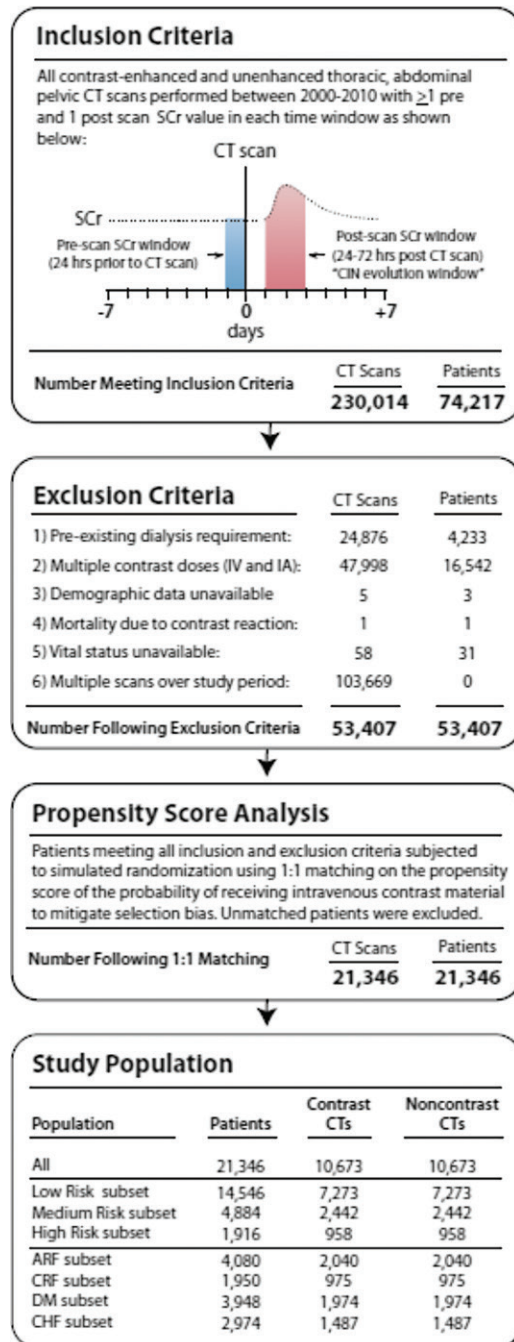 Inclusion Criteria
All contrast-enhanced and unenhanced thoracic, abdominal
pelvic CT scans performed between 2000-2010 with ≥1 pre
and 1 post scan SCr value in each time window as shown
below:
CT scan
SCr
Pre-scan SCr window
(24 hrs prior to CT scan)
Post-scan SCr window
(24-72 hrs post CT scan)
"CIN evolution window"
-7 0 +7
days
CT Scans Patients
Number Meeting Inclusion Criteria 230,014 74,217
Exclusion Criteria CT Scans Patients
1) Pre-existing dialysis requirement: 24,876 4,233
2) Multiple contrast doses (IV and IA): 47,998 16,542
3) Demographic data unavailable 5 3
4) Mortality due to contrast reaction: 1 1
5) Vital status unavailable: 58 31
6) Multiple scans over study period: 103,669 0
Number Following Exclusion Criteria 53,407 53,407
Propensity Score Analysis
Patients meeting all inclusion and exclusion criteria subjected
to simulated randomization using 1:1 matching on the propensity
score of the probability of receiving intravenous contrast material
to mitigate selection bias. Unmatched patients were excluded.
CT Scans Patients
Number Following 1:1 Matching 21,346 21,346
Study Population
Population Patients Contrast CTs Noncontrast CTs
All 21,346 10,673 10,673
Low Risk subset 14,546 7,273 7,273
Medium Risk subset 4,884 2,442 2,442
High Risk subset 1,916 958 958
ARF subset 4,080 2,040 2,040
CRF subset 1,950 975 975
DM subset 3,948 1,974 1,974
CHF subset 2,974 1,487 1,487